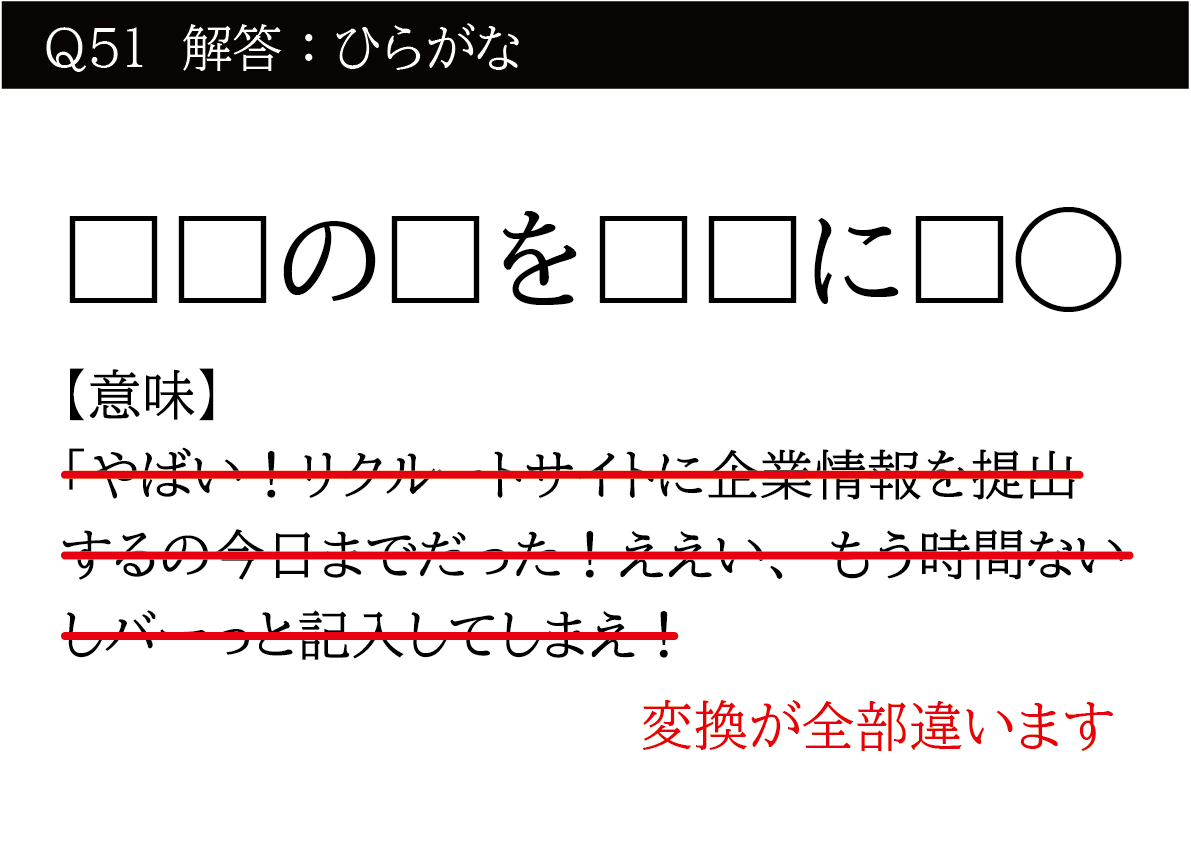 Q51 解答：ひらがな
□□の□を□□に□○
【意味】
「やばい！リクルートサイトに企業情報を提出
するの今日までだった！ええい、もう時間ない
しバーっと記入してしまえ！
変換が全部違います